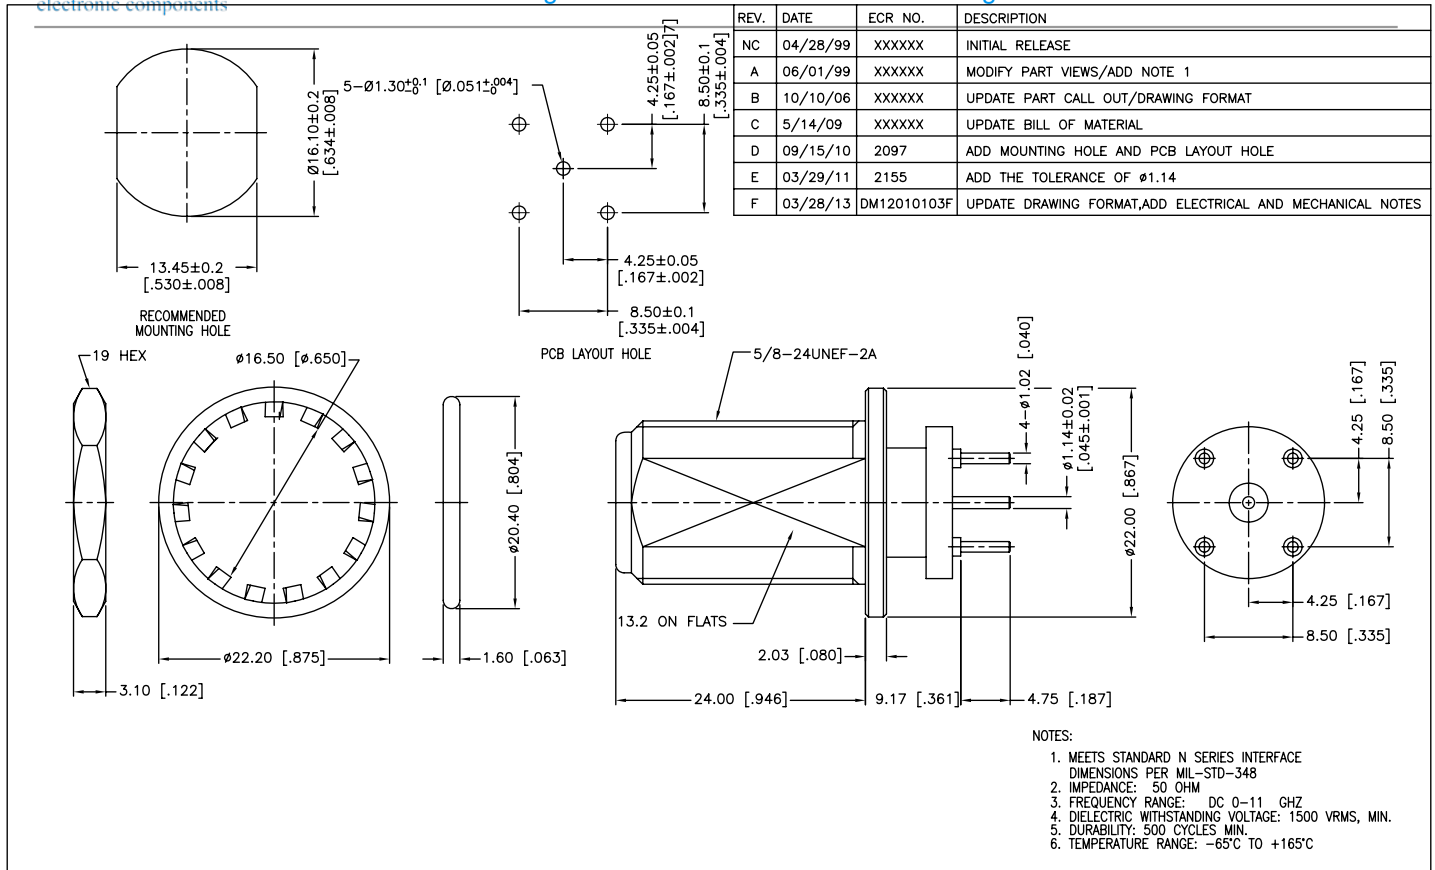 electronic components
REV. DATE ECR NO. DESCRIPTION
NC 04/28/99 XXXXXX INITIAL RELEASE
A 06/01/99 XXXXXX MODIFY PART VIEWS/ADD NOTE 1
B 10/10/06 XXXXXX UPDATE PART CALL OUT/DRAWING FORMAT
C 5/14/09 XXXXXX UPDATE BILL OF MATERIAL
D 09/15/10 2097 ADD MOUNTING HOLE AND PCB LAYOUT HOLE
E 03/29/11 2155 ADD THE TOLERANCE OF ø1.14
F 03/28/13 DM12010103F UPDATE DRAWING FORMAT,ADD ELECTRICAL AND MECHANICAL NOTES
Ø16.10±0.2
[.634±.008]
13.45±0.2
[.530±.008]
RECOMMENDED
MOUNTING HOLE
5-Ø1.30+0.1 -0 [Ø.051+.004 -0]
4.25±0.05
[.167±.002]7]
8.50±0.1
[.335±.004]
4.25±0.05
[.167±.002]
8.50±0.1
[.335±.004]
PCB LAYOUT HOLE
19 HEX
ø16.50 [ø.650]
ø22.20 [.875]
3.10 [.122]
ø20.40 [.804]
1.60 [.063]
5/8-24UNEF-2A
13.2 ON FLATS
4-ø1.02 [.040]
ø1.14±0.02
[.045±.001]
ø22.00 [.867]
2.03 [.080]
24.00 [.946]
9.17 [.361]
4.75 [.187]
4.25 [.167]
8.50 [.335]
4.25 [.167]
8.50 [.335]
NOTES:
1. MEETS STANDARD N SERIES INTERFACE
DIMENSIONS PER MIL-STD-348
2. IMPEDANCE: 50 OHM
3. FREQUENCY RANGE: DC 0-11 GHZ
4. DIELECTRIC WITHSTANDING VOLTAGE: 1500 VRMS, MIN.
5. DURABILITY: 500 CYCLES MIN.
6. TEMPERATURE RANGE: -65°C TO +165°C